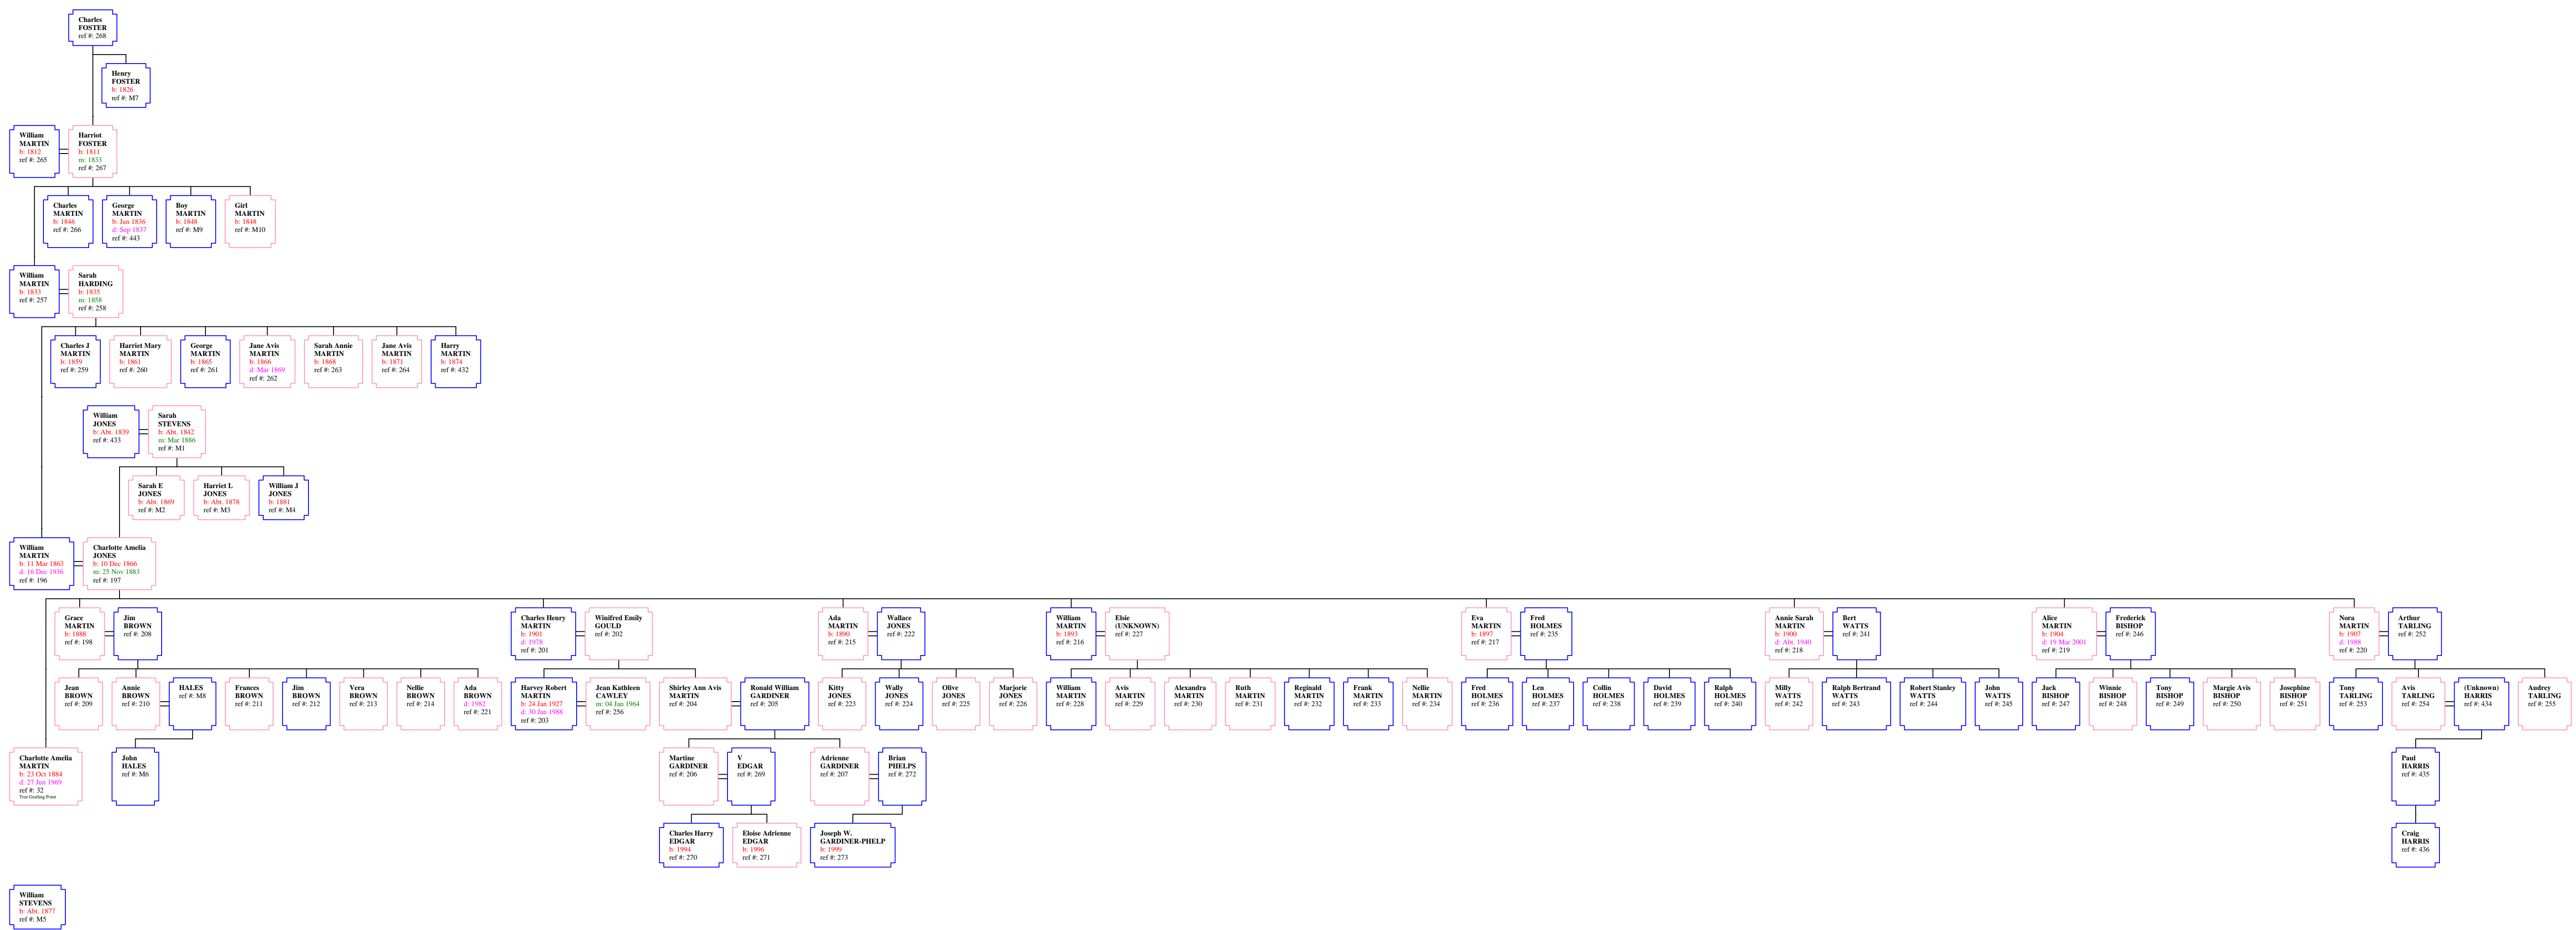 Charles
FOSTER
ref #: 268
Henry
FOSTER
b: 1826
ref #: M7
William
MARTIN
b: 1812
ref #: 265
Harriot
FOSTER
b: 1811
m: 1833
ref #: 267
Charles
MARTIN
b: 1846
ref #: 266
George
MARTIN
b: Jun 1836
d: Sep 1837
ref #: 443
Boy
MARTIN
b: 1848
ref #: M9
Girl
MARTIN
b: 1848
ref #: M10
William
MARTIN
b: 1833
ref #: 257
Sarah
HARDING
b: 1835
m: 1858
ref #: 258
Charles J
MARTIN
b: 1859
ref #: 259
Harriet Mary
MARTIN
b: 1861
ref #: 260
George
MARTIN
b: 1865
ref #: 261
Jane Avis
MARTIN
b: 1866
d: Mar 1869
ref #: 262
Sarah Annie
MARTIN
b: 1868
ref #: 263
Jane Avis
MARTIN
b: 1871
ref #: 264
Harry
MARTIN
b: 1874
ref #: 432
William
JONES
b: Abt. 1839
ref #: 433
Sarah
STEVENS
b: Abt. 1842
m: Mar 1886
ref #: M1
Sarah E
JONES
b: Abt. 1869
ref #: M2
Harriet L
JONES
b: Abt. 1878
ref #: M3
William J
JONES
b: 1881
ref #: M4
William
MARTIN
b: 11 Mar 1863
d: 16 Dec 1936
ref #: 196
Charlotte Amelia
JONES
b: 10 Dec 1866
m: 25 Nov 1883
ref #: 197
Grace
MARTIN
b: 1888
ref #: 198
Jim
BROWN
ref #: 208
Charles Henry
MARTIN
b: 1901
d: 1978
ref #: 201
Winifred Emily
GOULD
ref #: 202
Ada
MARTIN
b: 1890
ref #: 215
Wallace
JONES
ref #: 222
William
MARTIN
b: 1893
ref #: 216
Elsie
(UNKNOWN)
ref #: 227
Eva
MARTIN
b: 1897
ref #: 217
Fred
HOLMES
ref #: 235
Annie Sarah
MARTIN
b: 1900
d: Abt. 1940
ref #: 218
Bert
WATTS
ref #: 241
Alice
MARTIN
b: 1904
d: 19 Mar 2001
ref #: 219
Frederick
BISHOP
ref #: 246
Nora
MARTIN
b: 1907
d: 1988
ref #: 220
Arthur
TARLING
ref #: 252
Jean
BROWN
ref #: 209
Annie
BROWN
ref #: 210
HALES
ref #: M8
Frances
BROWN
ref #: 211
Jim
BROWN
ref #: 212
Vera
BROWN
ref #: 213
Nellie
BROWN
ref #: 214
Ada
BROWN
d: 1982
ref #: 221
Harvey Robert
MARTIN
b: 24 Jan 1927
d: 30 Jan 1988
ref #: 203
Jean Kathleen
CAWLEY
m: 04 Jan 1964
ref #: 256
Shirley Ann Avis
MARTIN
ref #: 204
Ronald William
GARDINER
ref #: 205
Kitty
JONES
ref #: 223
Wally
JONES
ref #: 224
Olive
JONES
ref #: 225
Marjorie
JONES
ref #: 226
William
MARTIN
ref #: 228
Avis
MARTIN
ref #: 229
Alexandra
MARTIN
ref #: 230
Ruth
MARTIN
ref #: 231
Reginald
MARTIN
ref #: 232
Frank
MARTIN
ref #: 233
Nellie
MARTIN
ref #: 234
Fred
HOLMES
ref #: 236
Len
HOLMES
ref #: 237
Collin
HOLMES
ref #: 238
David
HOLMES
ref #: 239
Ralph
HOLMES
ref #: 240
Milly
WATTS
ref #: 242
Ralph Bertrand
WATTS
ref #: 243
Robert Stanley
WATTS
ref #: 244
John
WATTS
ref #: 245
Jack
BISHOP
ref #: 247
Winnie
BISHOP
ref #: 248
Tony
BISHOP
ref #: 249
Margie Avis
BISHOP
ref #: 250
Josephine
BISHOP
ref #: 251
Tony
TARLING
ref #: 253
Avis
TARLING
ref #: 254
(Unknown)
HARRIS
ref #: 434
Audrey
TARLING
ref #: 255
Charlotte Amelia
MARTIN
b: 23 Oct 1884
d: 27 Jun 1969
ref #: 32
Tree Grafting Point
John
HALES
ref #: M6
Martine
GARDINER
ref #: 206
V
EDGAR
ref #: 269
Adrienne
GARDINER
ref #: 207
Brian
PHELPS
ref #: 272
Paul
HARRIS
ref #: 435
Charles Harry
EDGAR
b: 1994
ref #: 270
Eloise Adrienne
EDGAR
b: 1996
ref #: 271
Joseph W.
GARDINER-PHELP
b: 1999
ref #: 273
Craig
HARRIS
ref #: 436
William
STEVENS
b: Abt. 1877
ref #: M5